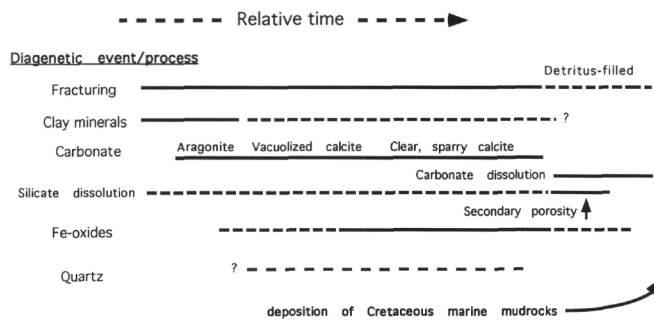 Relative time
Diagenetic event/process
Detritus-filled
Fracturing
Clay minerals ?
Carbonate Aragonite Vacuolized calcite Clear, sparry calcite
Carbonate dissolution
Silicate dissolution
Secondary porosity
Fe-oxides
?
Quartz
deposition of Cretaceous marine mudrocks